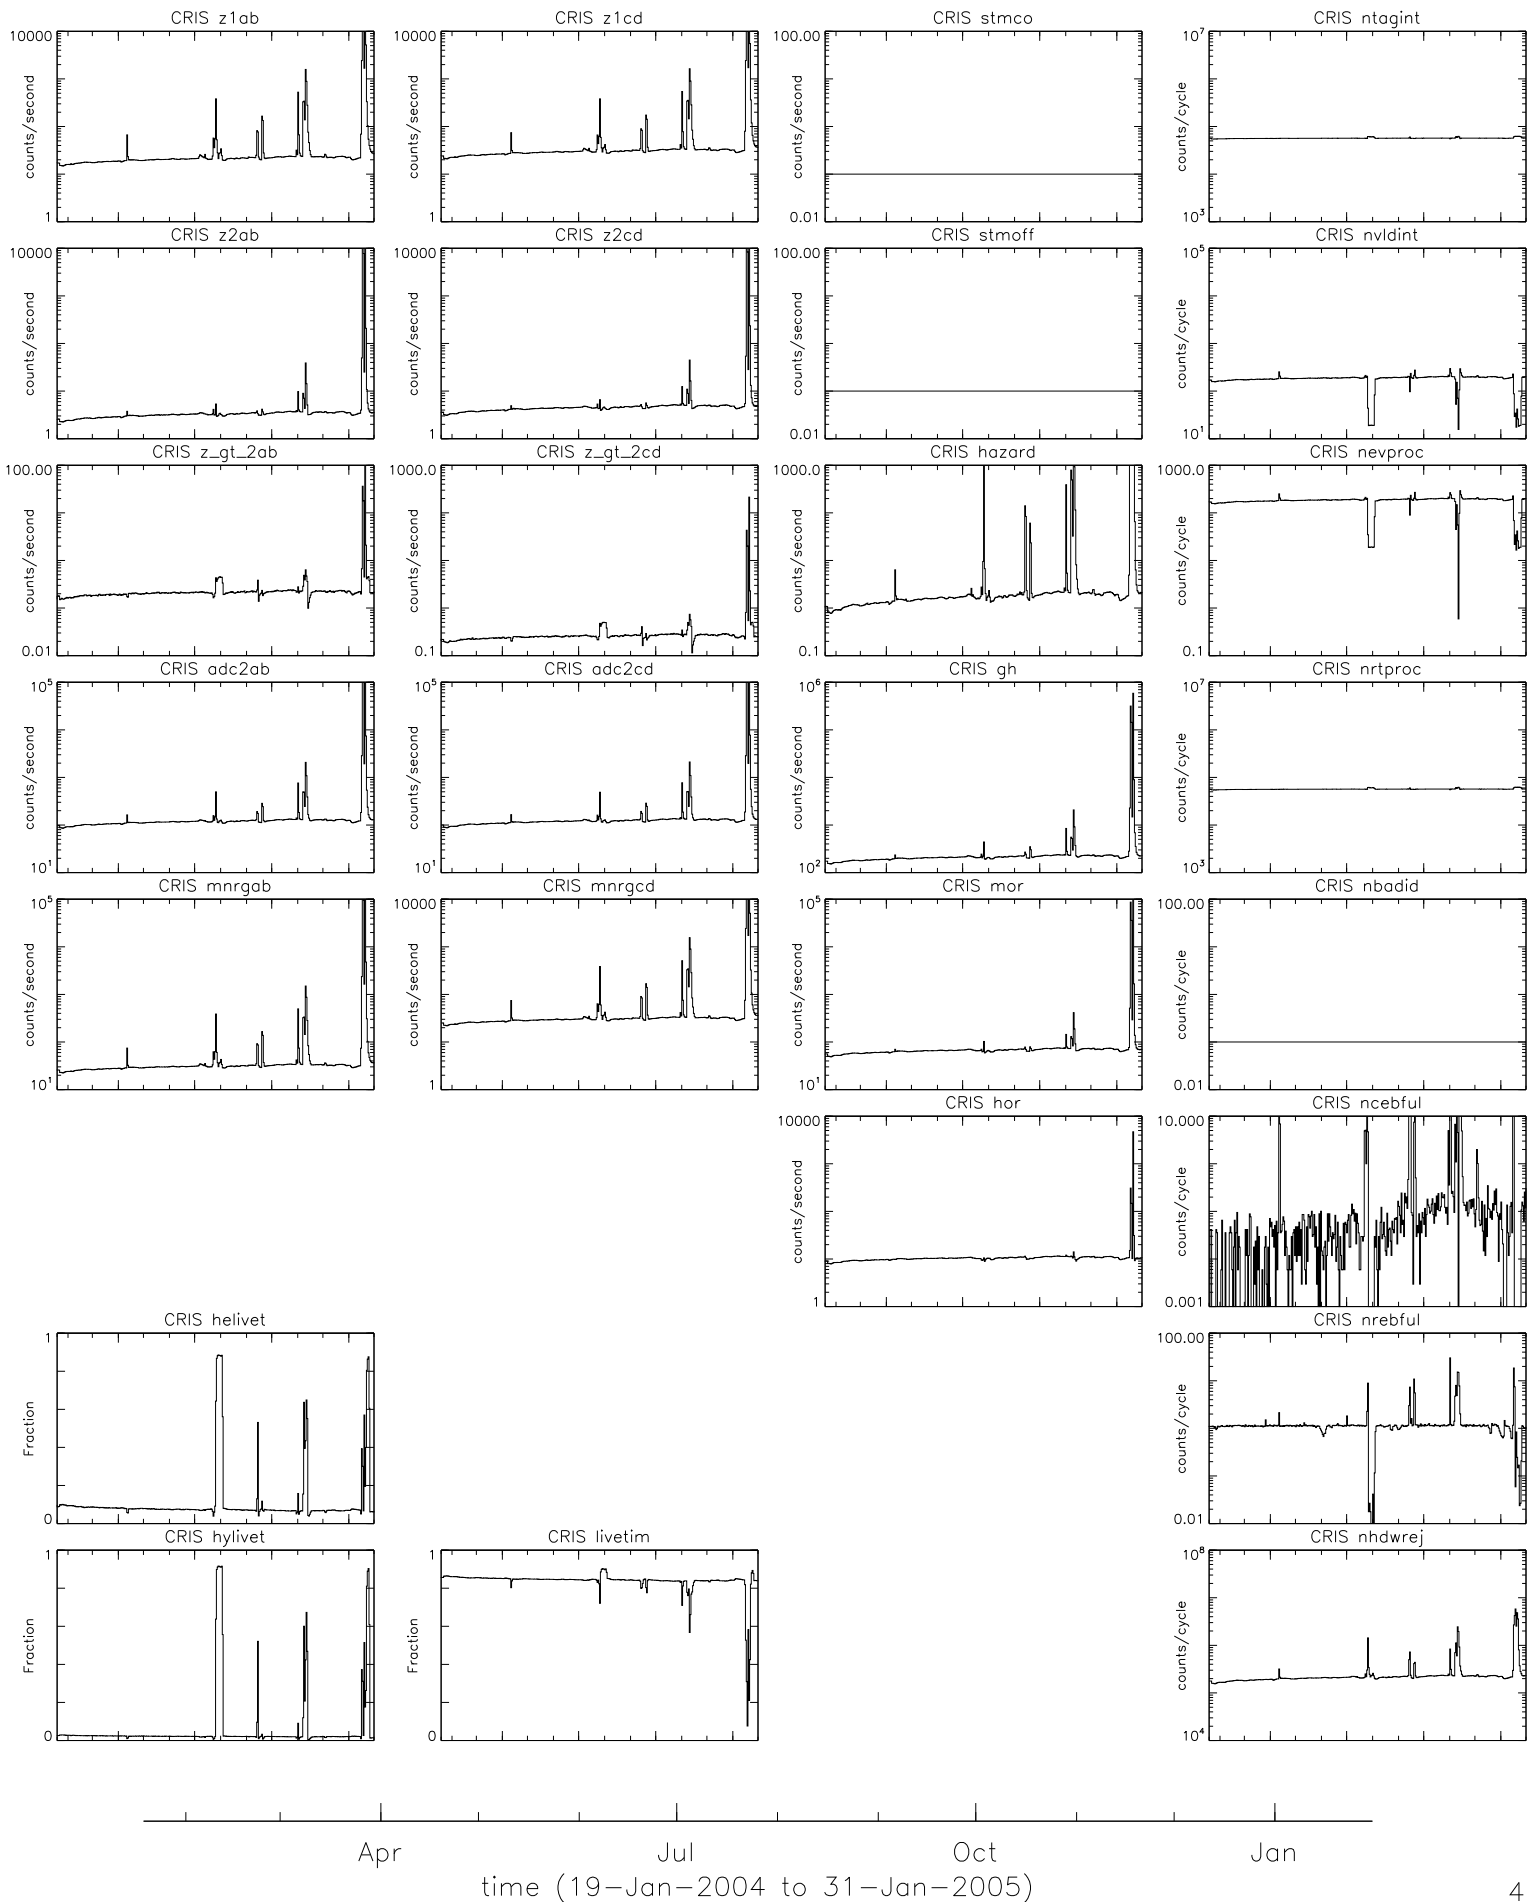 CRIS z1ab
10000
counts/second
1
CRIS z1cd
10000
counts/second
1
CRIS stmco
100.00
counts/second
0.01
CRIS ntagint
10^7
counts/cycle
10^3
CRIS z2ab
10000
counts/second
1
CRIS z2cd
10000
counts/second
1
CRIS stmoff
100.00
counts/second
0.01
CRIS nvldint
10^5
counts/cycle
10^1
CRIS z_gt_2ab
100.00
counts/second
0.01
CRIS z_gt_2cd
1000.0
counts/second
0.1
CRIS hazard
1000.0
counts/second
0.1
CRIS nevproc
1000.0
counts/cycle
0.1
CRIS adc2ab
10^5
counts/second
10^1
CRIS adc2cd
10^5
counts/second
10^1
CRIS gh
10^6
counts/second
10^2
CRIS nrtproc
10^7
counts/cycle
10^3
CRIS mnrgab
10^5
counts/second
10^1
CRIS mnrgcd
10000
counts/second
1
CRIS mor
10^5
counts/second
10^1
CRIS nbadid
100.00
counts/cycle
0.01
CRIS hor
10000
counts/second
1
CRIS ncebful
10.000
counts/cycle
0.001
CRIS helivet
1
Fraction
0
CRIS nrebful
100.00
counts/cycle
0.01
CRIS hylivet
1
Fraction
0
CRIS livetim
1
Fraction
0
CRIS nhdwrej
10^8
counts/cycle
10^4
Apr Jul Oct Jan
time (19-Jan-2004 to 31-Jan-2005)
4